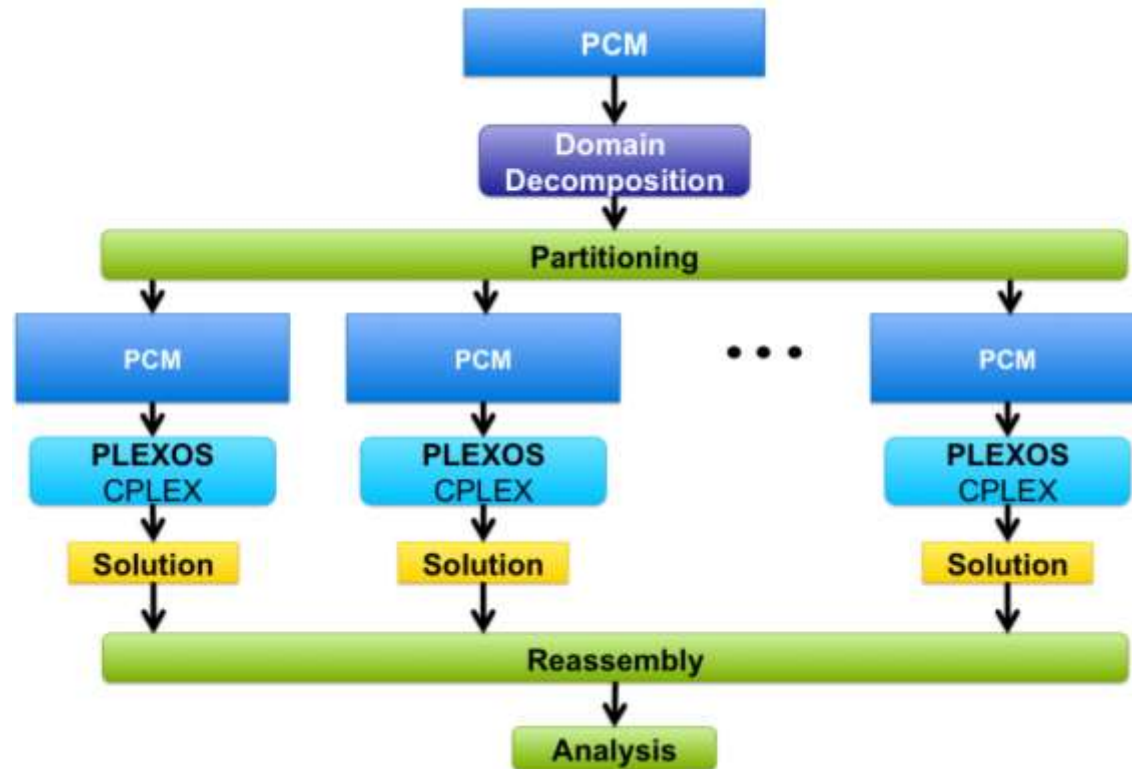 PCM
Domain
Decomposition
Partitioning
PCM
PCM
PCM
PLEXOS
CPLEX
PLEXOS
CPLEX
PLEXOS
CPLEX
Solution
Solution
Solution
Reassembly
Analysis